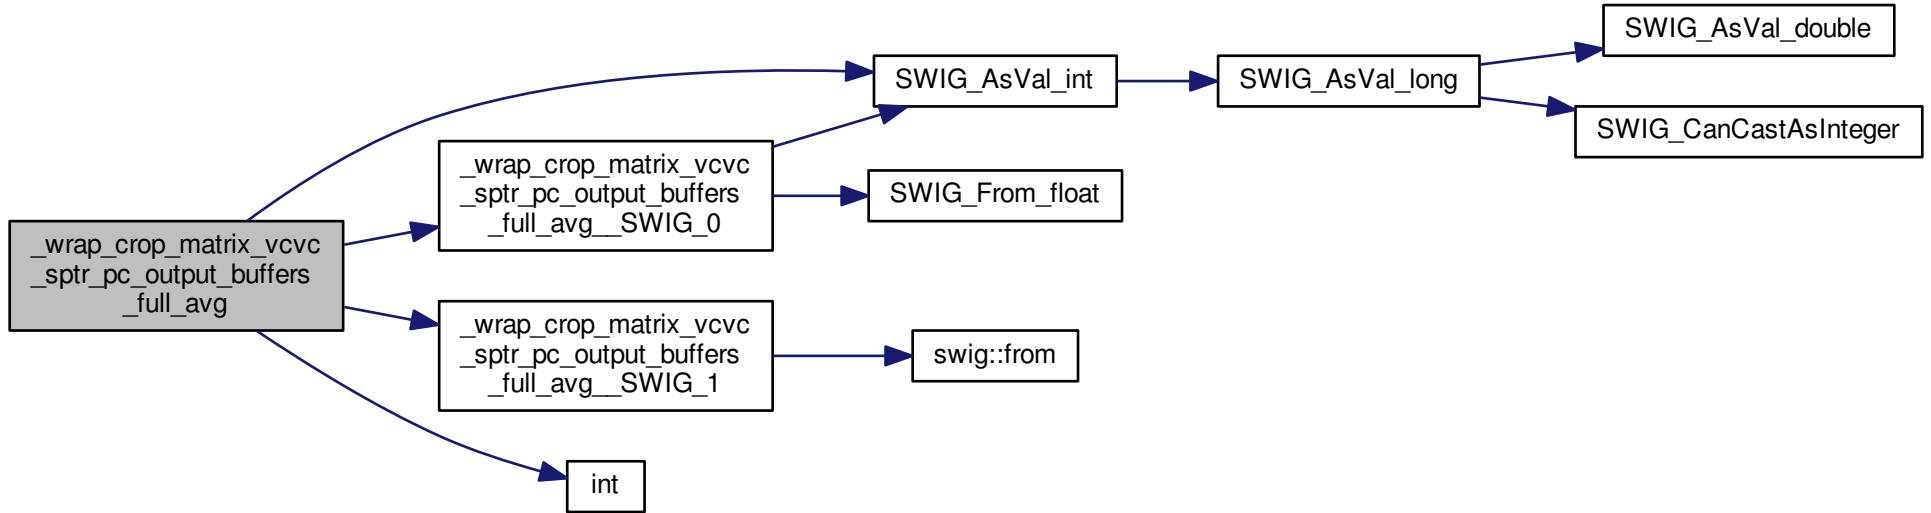 _wrap_crop_matrix_vcvc
_sptr_pc_output_buffers
_full_avg
_wrap_crop_matrix_vcvc
_sptr_pc_output_buffers
_full_avg__SWIG_0
_wrap_crop_matrix_vcvc
_sptr_pc_output_buffers
_full_avg__SWIG_1
int
SWIG_AsVal_int
SWIG_From_float
swig::from
SWIG_AsVal_long
SWIG_AsVal_double
SWIG_CanCastAsInteger